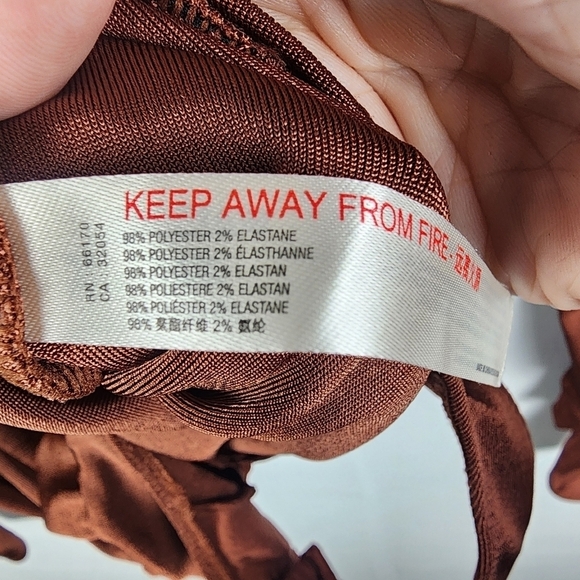 KEEP AWAY FROM FIRE - 远离火源
RN 66170
CA 32054
98% POLYESTER 2% ELASTANE
98% POLYESTER 2% ÉLASTHANNE
98% POLYESTER 2% ELASTAN
98% POLIESTERE 2% ELASTAN
98% POLIÉSTER 2% ELASTANE
98% 聚酯纤维 2% 氨纶